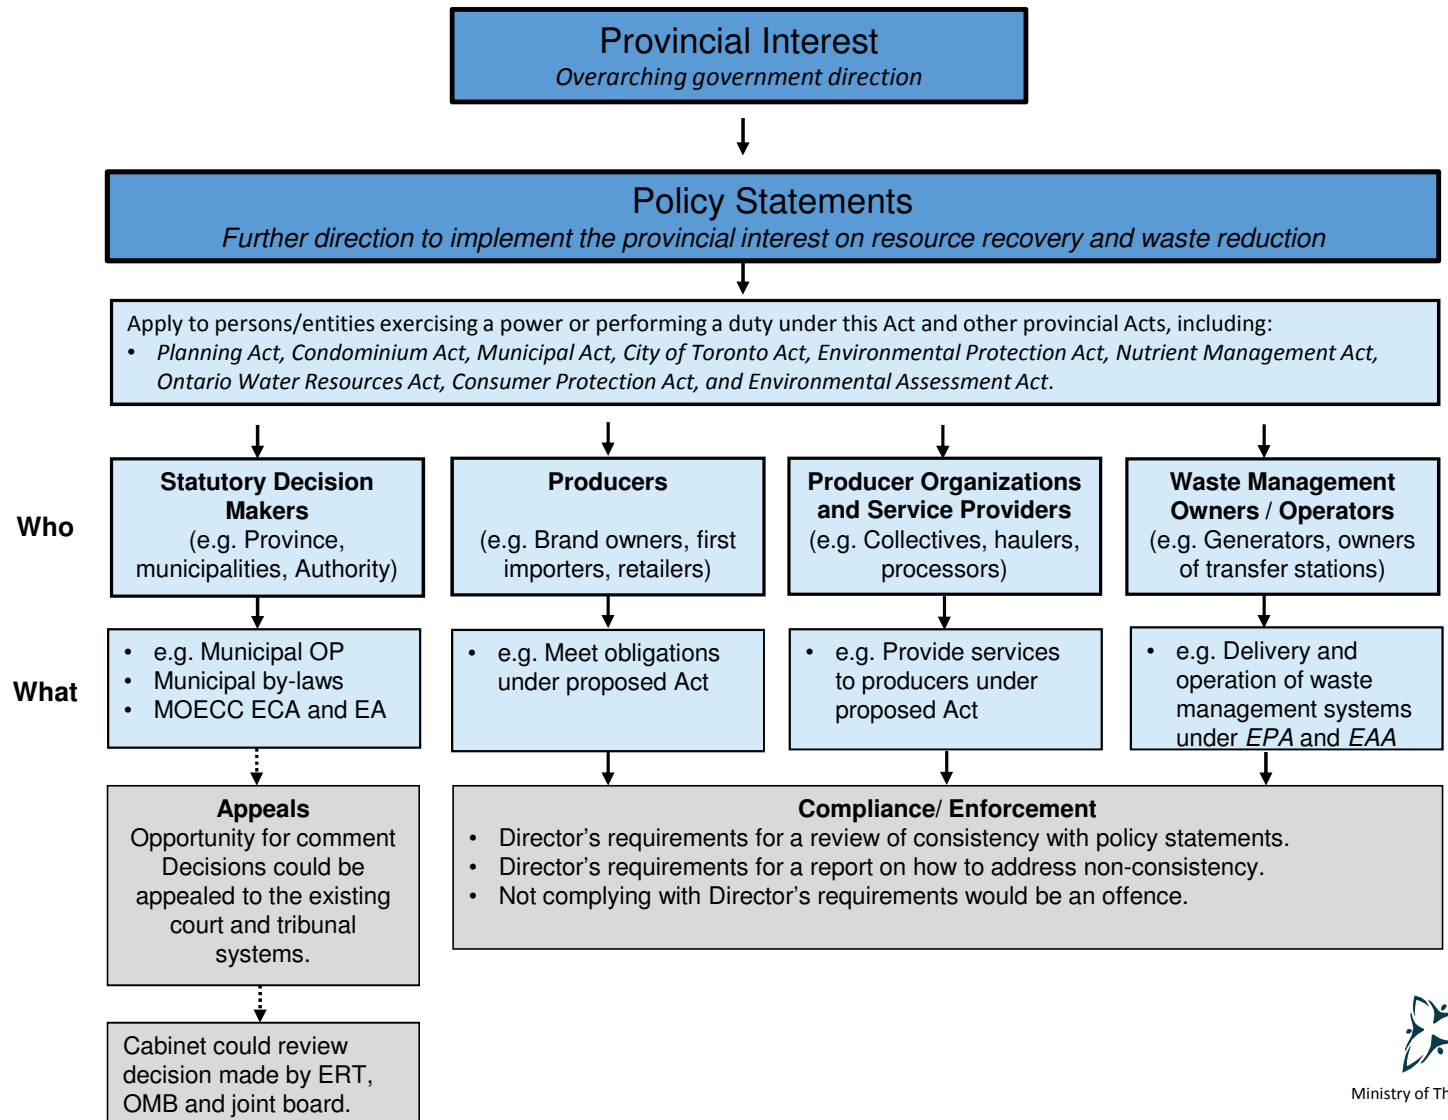 Provincial Interest
Overarching government direction
Policy Statements
Further direction to implement the provincial interest on resource recovery and waste reduction
Apply to persons/entities exercising a power or performing a duty under this Act and other provincial Acts, including:
• Planning Act, Condominium Act, Municipal Act, City of Toronto Act, Environmental Protection Act, Nutrient Management Act,
Ontario Water Resources Act, Consumer Protection Act, and Environmental Assessment Act.
Who
Statutory Decision
Makers
(e.g. Province,
municipalities, Authority)
Producers
(e.g. Brand owners, first
importers, retailers)
Producer Organizations
and Service Providers
(e.g. Collectives, haulers,
processors)
Waste Management
Owners / Operators
(e.g. Generators, owners
of transfer stations)
What
• e.g. Municipal OP
• Municipal by-laws
• MOECC ECA and EA
• e.g. Meet obligations
under proposed Act
• e.g. Provide services
to producers under
proposed Act
• e.g. Delivery and
operation of waste
management systems
under EPA and EAA
Appeals
Opportunity for comment
Decisions could be
appealed to the existing
court and tribunal
systems.
Compliance/ Enforcement
• Director’s requirements for a review of consistency with policy statements.
• Director’s requirements for a report on how to address non-consistency.
• Not complying with Director’s requirements would be an offence.
Cabinet could review
decision made by ERT,
OMB and joint board.
Ministry of Th